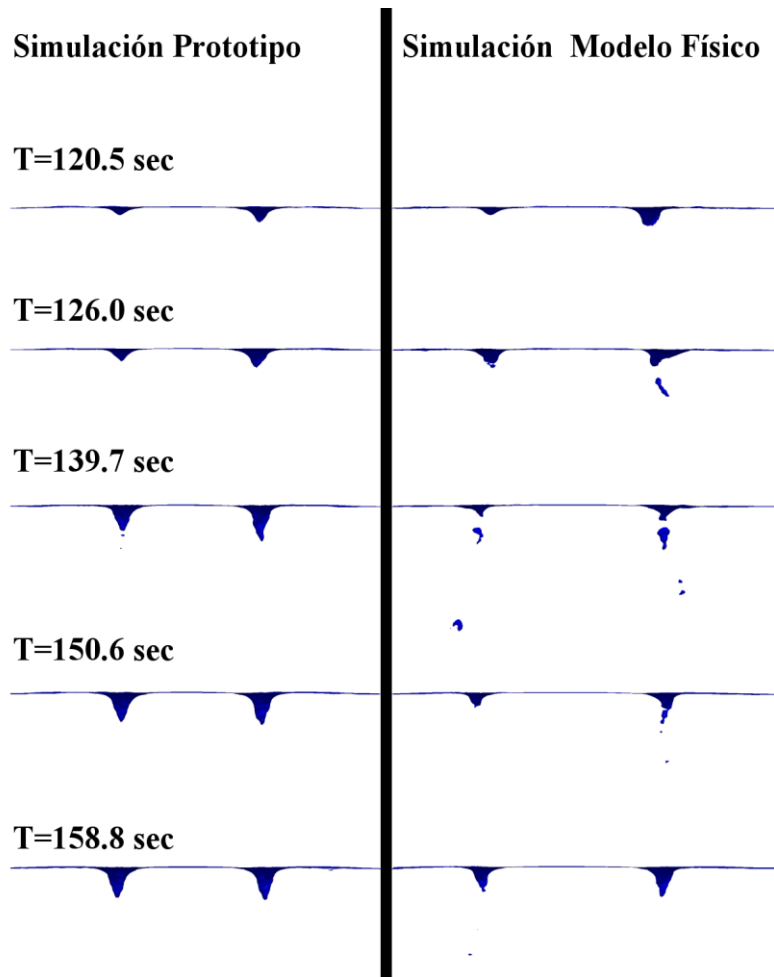 Simulación Prototipo
Simulación Modelo Físico
T=120.5 sec
T=126.0 sec
T=139.7 sec
T=150.6 sec
T=158.8 sec